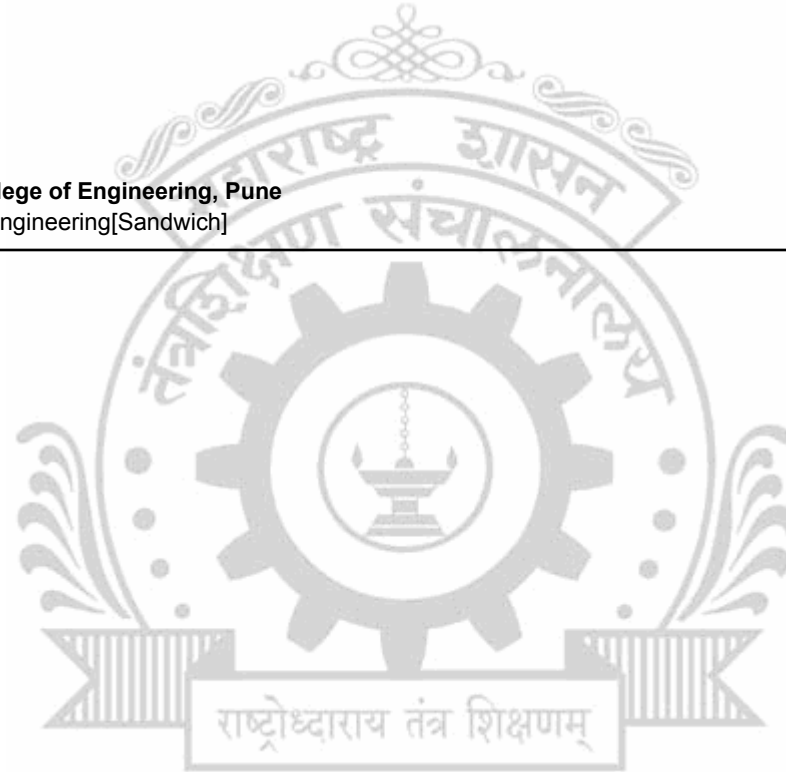 महाराष्ट्र शासन
lege of Engineering, Pune
ngineering[Sandwich]
तंत्रशिक्षण संचालनालय
राष्ट्रोध्दाराय तंत्र शिक्षणम्